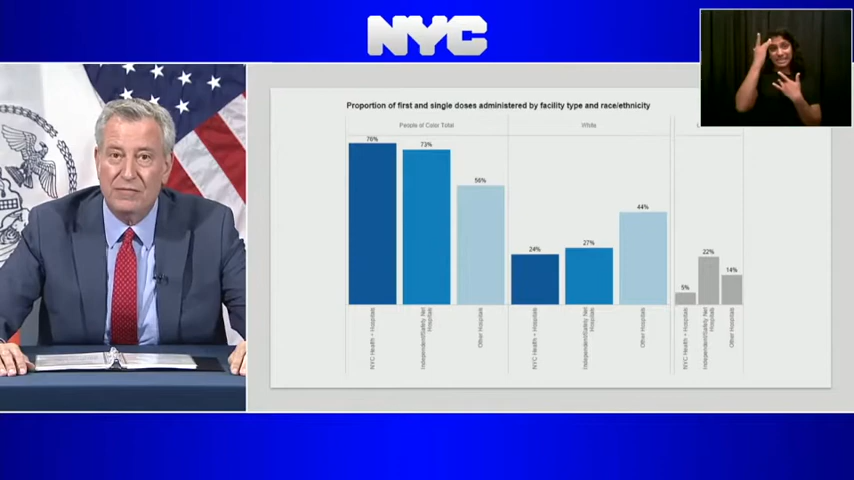 NYC
Proportion of first and single doses administered by facility type and race/ethnicity
People of Color Total
White
76%
73%
56%
24%
27%
44%
5%
22%
14%
NYC Health + Hospitals
Independent/Safety Net
Hospitals
Other Hospitals
NYC Health + Hospitals
Independent/Safety Net
Hospitals
Other Hospitals
NYC Health + Hospitals
Independent/Safety Net
Hospitals
Other Hospitals